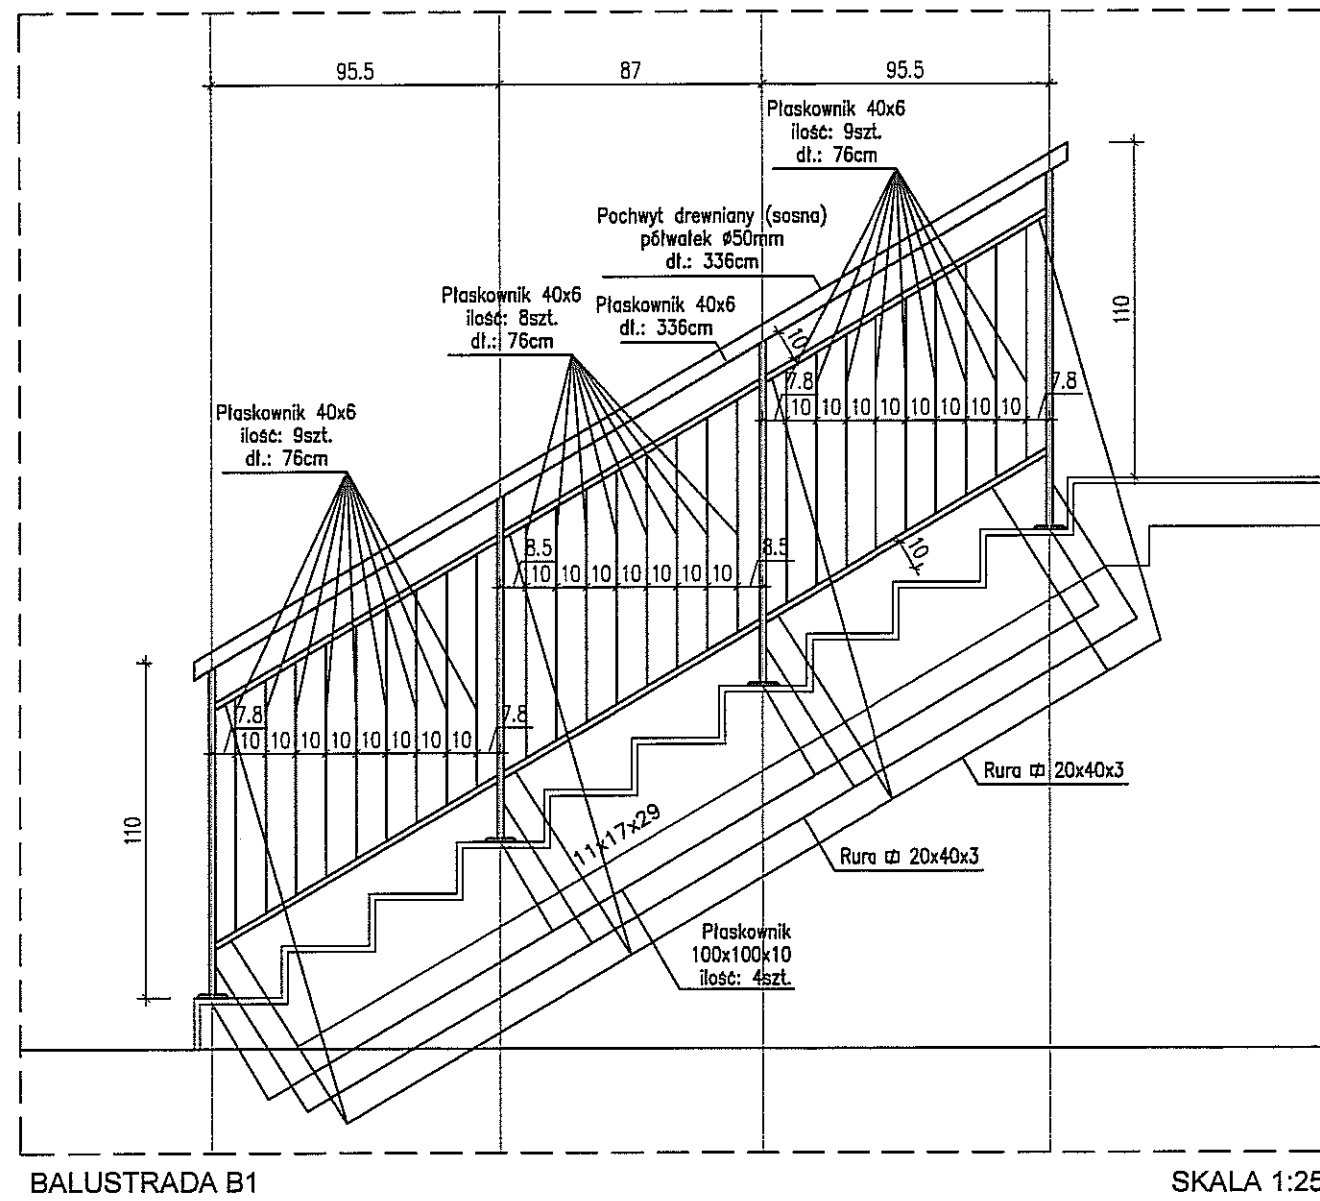 95.5
87
95.5
Płaskownik 40x6
ilość: 9szt.
dł.: 76cm
Pochwyt drewniany (sosna)
półwałek ø50mm
dł.: 336cm
Płaskownik 40x6
ilość: 8szt.
dł.: 76cm
Płaskownik 40x6
dł.: 336cm
10
110
7.8
7.8
10 10 10 10 10 10 10 10
Płaskownik 40x6
ilość: 9szt.
dł.: 76cm
8.5
8.5
10 10 10 10 10 10 10
10
7.8
7.8
10 10 10 10 10 10 10 10
110
11x17x29
Rura 20x40x3
Rura 20x40x3
Płaskownik
100x100x10
ilość: 4szt.
BALUSTRADA B1
SKALA 1:25